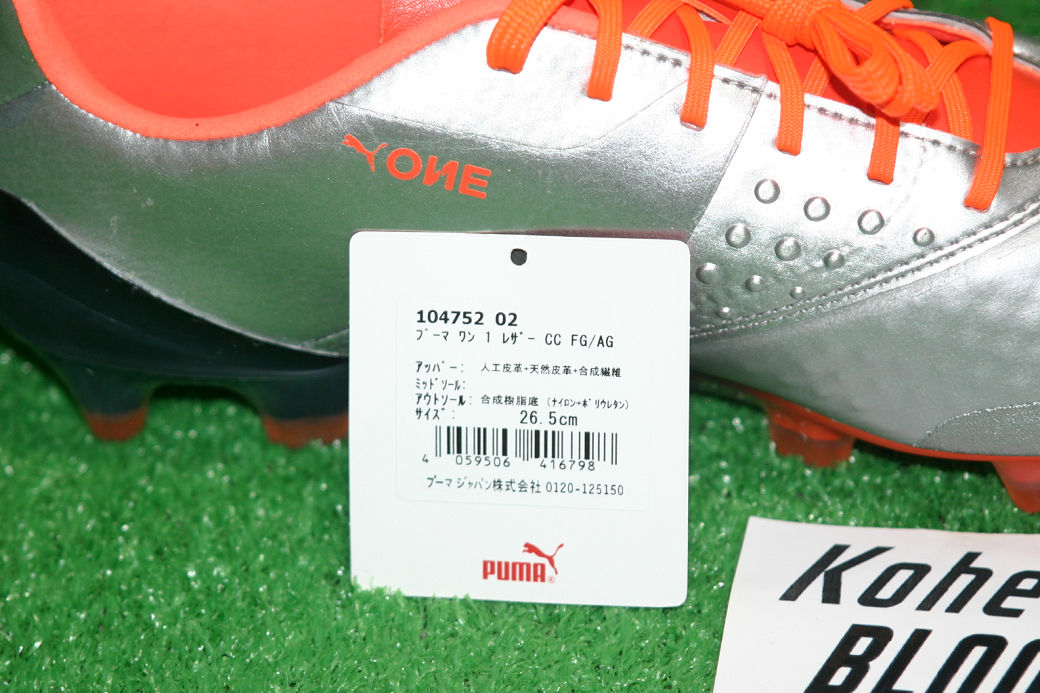 ONE
104752 02
プーマ ワン 1 レザー CC FG/AG
アッパー: 人工皮革+天然皮革+合成繊維
ミッドソール:
アウトソール: 合成樹脂底 (ナイロン+ポリウレタン)
サイズ: 26.5cm
4 059506 416798
プーマ ジャパン株式会社 0120-125150
PUMA®
Kohe
BLOO